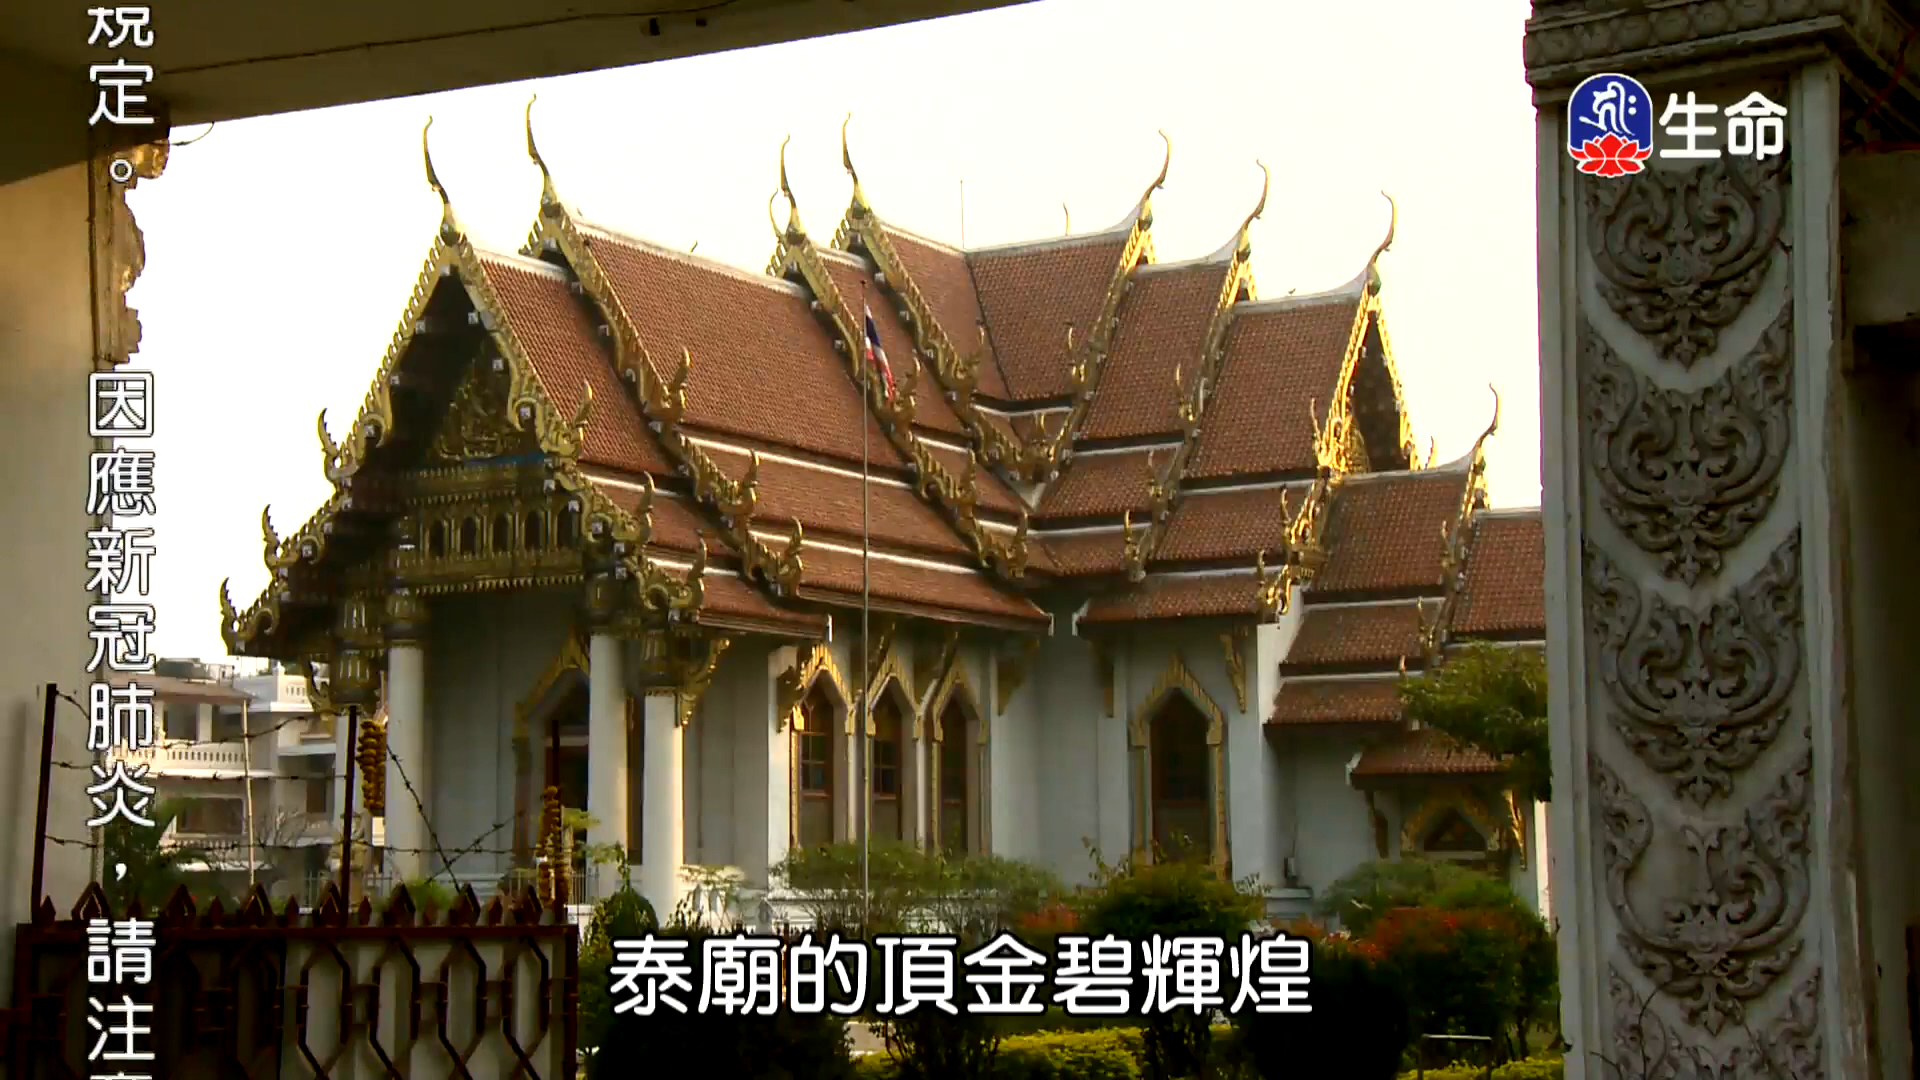 規定。因應新冠肺炎，請注意
生命
泰廟的頂金碧輝煌